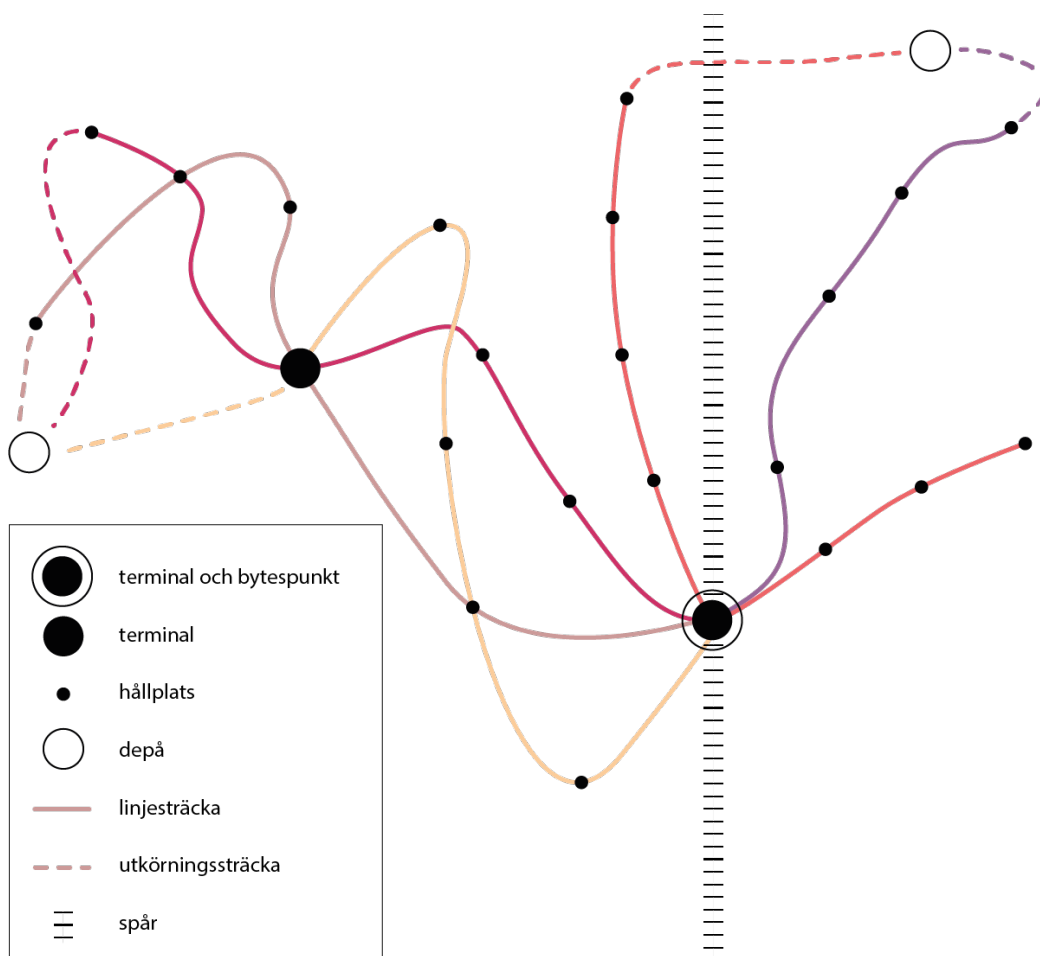 terminal och bytespunkt
terminal
hållplats
depå
linjesträcka
utkörningssträcka
spår